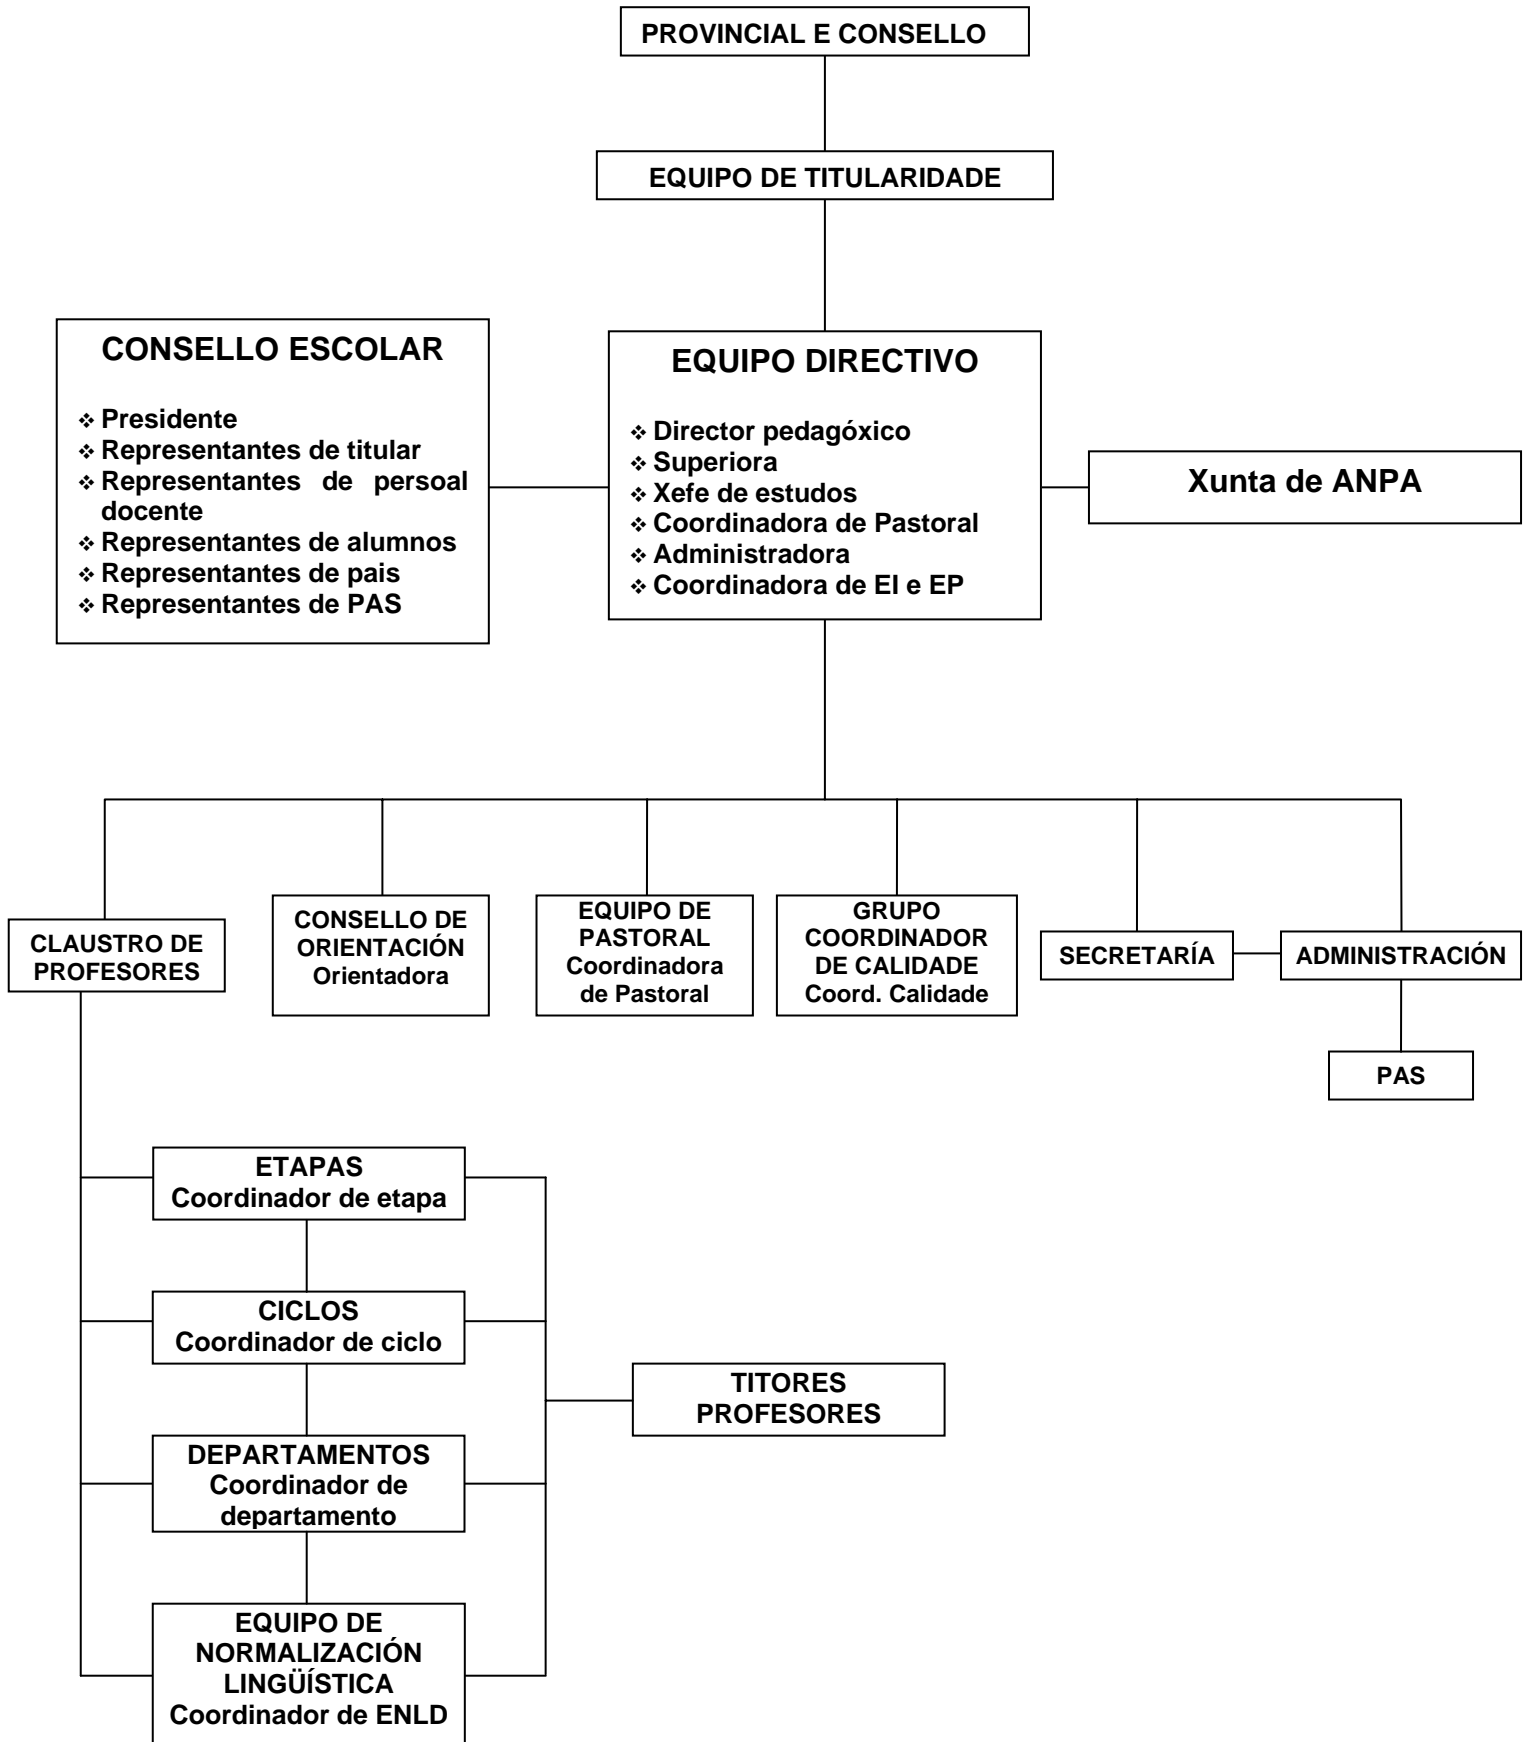 PROVINCIAL E CONSELLO
EQUIPO DE TITULARIDADE
CONSELLO ESCOLAR
❖ Presidente
❖ Representantes de titular
❖ Representantes de persoal
docente
❖ Representantes de alumnos
❖ Representantes de pais
❖ Representantes de PAS
EQUIPO DIRECTIVO
❖ Director pedagóxico
❖ Superiora
❖ Xefe de estudos
❖ Coordinadora de Pastoral
❖ Administradora
❖ Coordinadora de EI e EP
Xunta de ANPA
CLAUSTRO DE
PROFESORES
CONSELLO DE
ORIENTACIÓN
Orientadora
EQUIPO DE
PASTORAL
Coordinadora
de Pastoral
GRUPO
COORDINADOR
DE CALIDADE
Coord. Calidade
SECRETARÍA
ADMINISTRACIÓN
PAS
ETAPAS
Coordinador de etapa
CICLOS
Coordinador de ciclo
TITORES
PROFESORES
DEPARTAMENTOS
Coordinador de
departamento
EQUIPO DE
NORMALIZACIÓN
LINGÜÍSTICA
Coordinador de ENLD